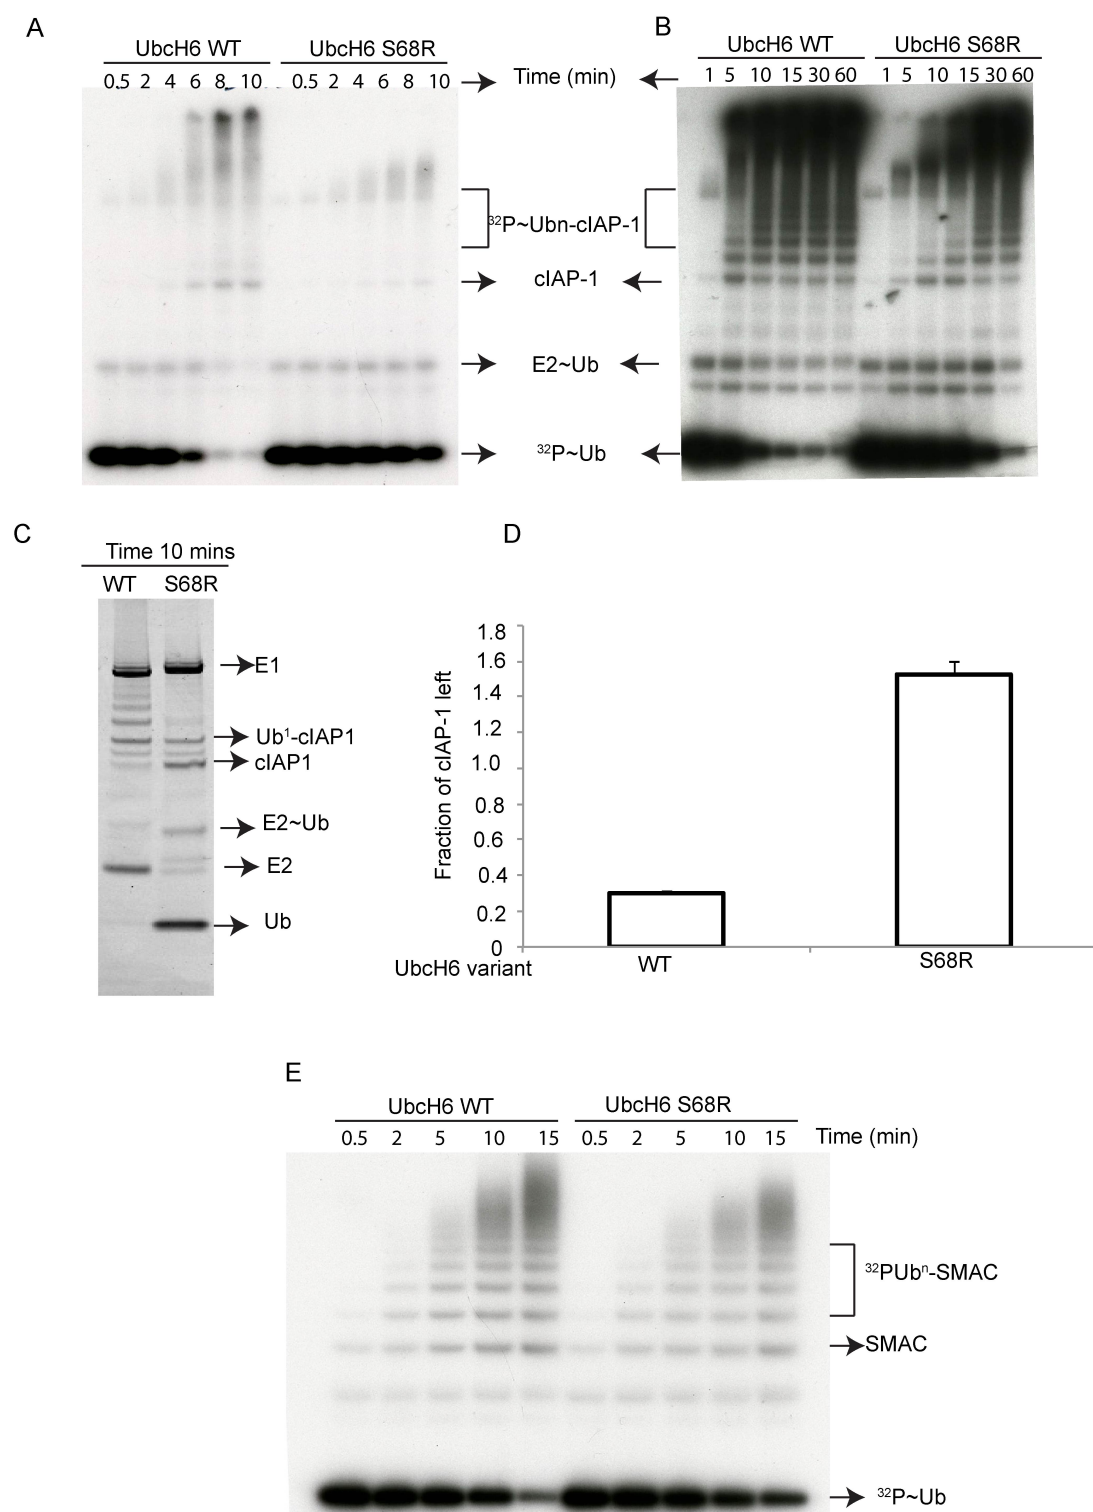 A
UbcH6 WT UbcH6 S68R
0.5 2 4 6 8 10 0.5 2 4 6 8 10
Time (min)
B
UbcH6 WT UbcH6 S68R
1 5 10 15 30 60 1 5 10 15 30 60
³²P~Ubn-cIAP-1
cIAP-1
E2~Ub
³²P~Ub
C
Time 10 mins
WT S68R
E1
Ub¹-cIAP1
cIAP1
E2~Ub
E2
Ub
D
Fraction of cIAP-1 left
1.8
1.6
1.4
1.2
1.0
0.8
0.6
0.4
0.2
0
UbcH6 variant WT S68R
E
UbcH6 WT UbcH6 S68R
0.5 2 5 10 15 0.5 2 5 10 15 Time (min)
³²PUbⁿ-SMAC
SMAC
³²P~Ub